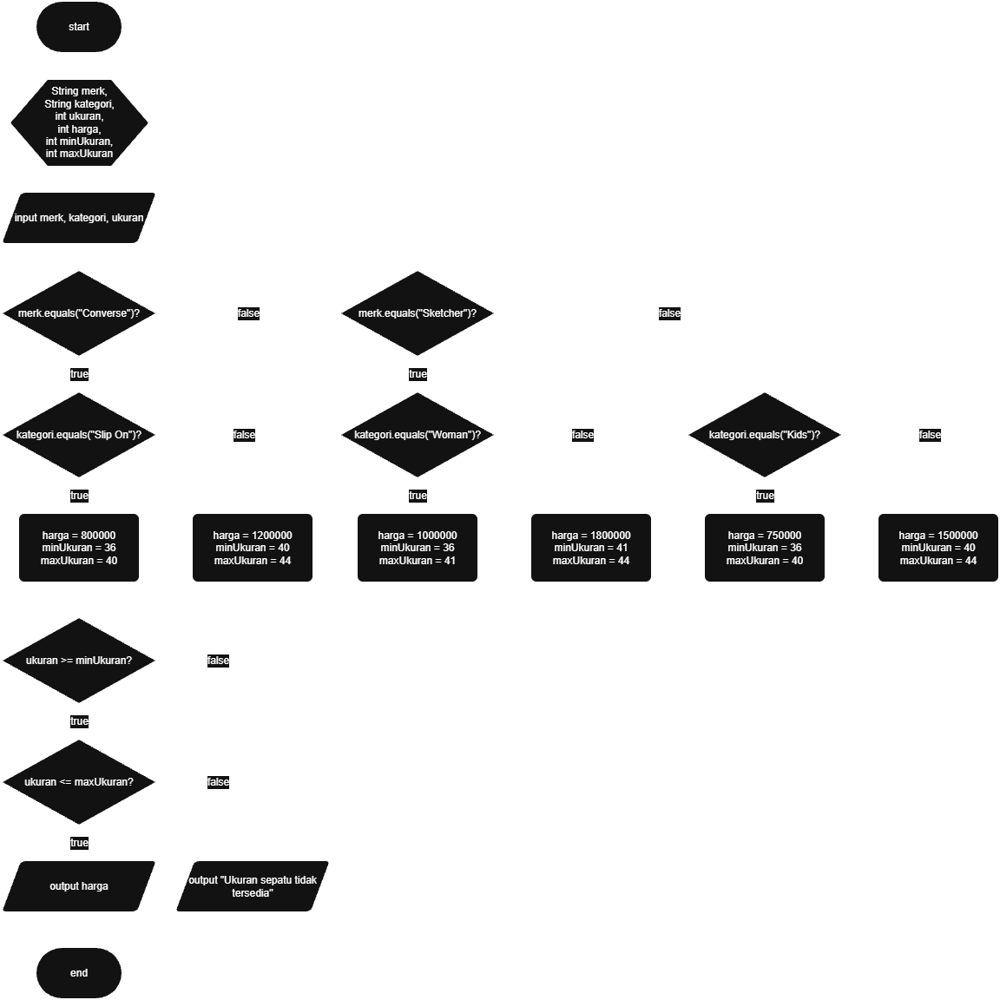 start
String merk,
String kategori,
int ukuran,
int harga,
int minUkuran,
int maxUkuran
input merk, kategori, ukuran
merk.equals("Converse")?
false
merk.equals("Sketcher")?
false
true
true
kategori.equals("Slip On")?
false
kategori.equals("Woman")?
false
kategori.equals("Kids")?
false
true
true
true
harga = 800000
minUkuran = 36
maxUkuran = 40
harga = 1200000
minUkuran = 40
maxUkuran = 44
harga = 1000000
minUkuran = 36
maxUkuran = 41
harga = 1800000
minUkuran = 41
maxUkuran = 44
harga = 750000
minUkuran = 36
maxUkuran = 40
harga = 1500000
minUkuran = 40
maxUkuran = 44
ukuran >= minUkuran?
false
true
ukuran <= maxUkuran?
false
true
output harga
output "Ukuran sepatu tidak
tersedia"
end